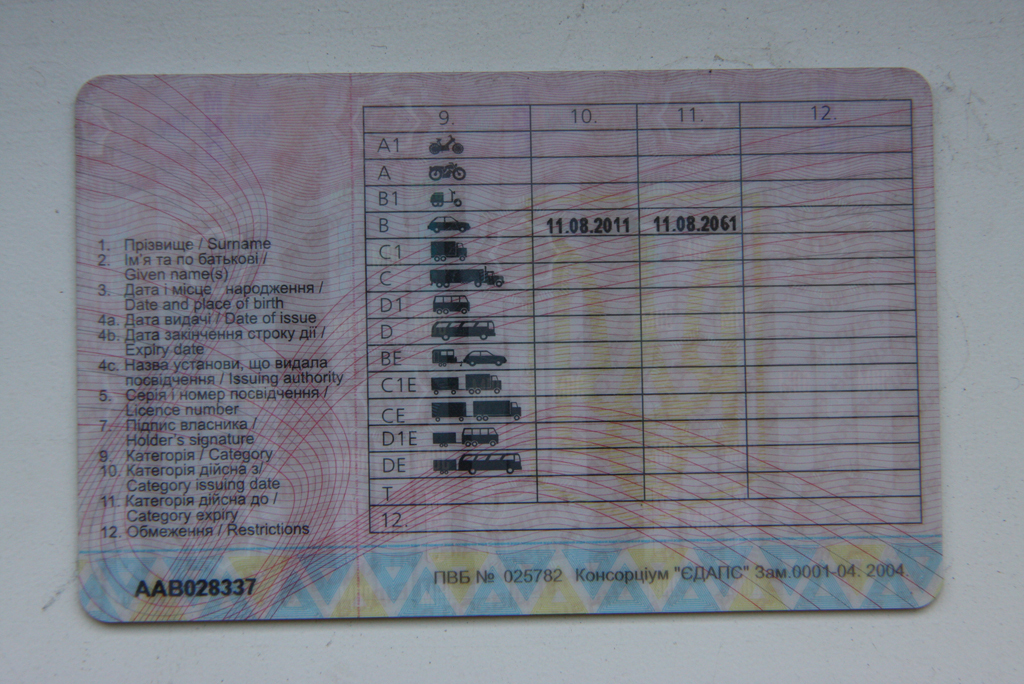 1. Прізвище / Surname
2. Ім'я та по батькові /
Given name(s)
3. Дата і місце народження /
Date and place of birth
4a. Дата видачі / Date of issue
4b. Дата закінчення строку дії /
Expiry date
4c. Назва установи, що видала
посвідчення / Issuing authority
5. Серія і номер посвідчення /
Licence number
7. Підпис власника /
Holder's signature
9. Категорія / Category
10. Категорія дійсна з/
Category issuing date
11. Категорія дійсна до /
Category expiry
12. Обмеження / Restrictions
AAB028337
9. 10. 11. 12.
A1
A
B1
B 11.08.2011 11.08.2061
C1
C
D1
D
BE
C1E
CE
D1E
DE
T
12.
ПВБ № 025782 Консорціум "ЄДАПС" Зам.0001-04. 2004.